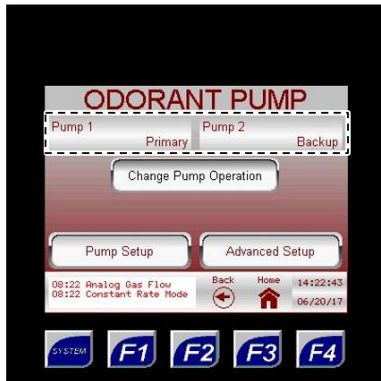 ODORANT PUMP
Pump 1
Primary
Pump 2
Backup
Change Pump Operation
Pump Setup
Advanced Setup
08:22 Analog Gas Flow
08:22 Constant Rate Mode
Back
Home
14:22:43
06/20/17
SYSTEM
F1
F2
F3
F4